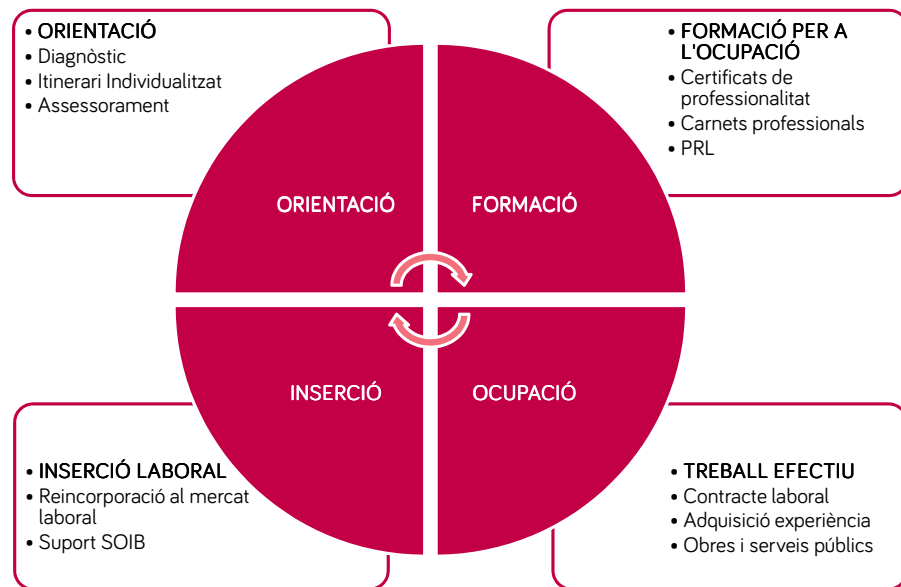 • ORIENTACIÓ
• Diagnòstic
• Itinerari Individualitzat
• Assessorament
• FORMACIÓ PER A
L'OCUPACIÓ
• Certificats de
professionalitat
• Carnets professionals
• PRL
ORIENTACIÓ
FORMACIÓ
INSERCIÓ
OCUPACIÓ
• INSERCIÓ LABORAL
• Reincorporació al mercat
laboral
• Suport SOIB
• TREBALL EFECTIU
• Contracte laboral
• Adquisició experiència
• Obres i serveis públics